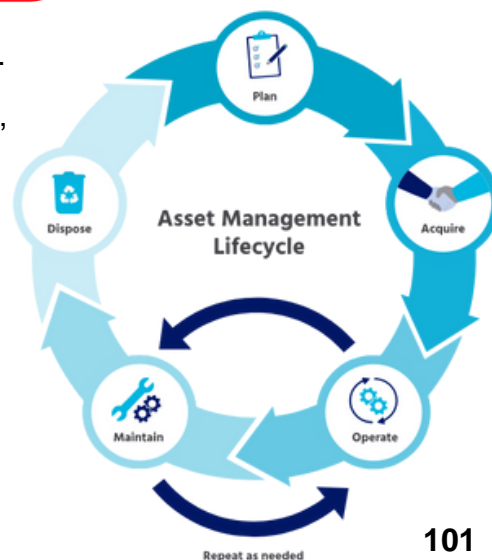 .
,
Plan
Acquire
Dispose
Asset Management
Lifecycle
Maintain
Operate
Repeat as needed
101